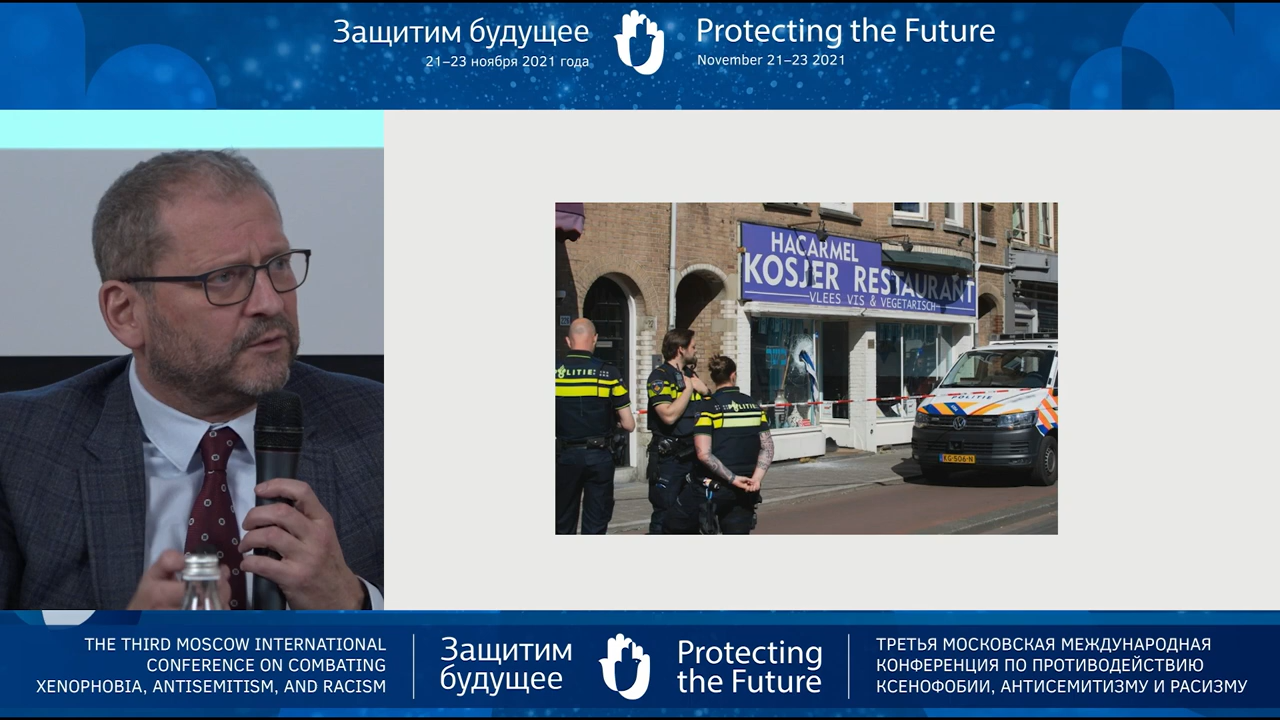 Защитим будущее
21–23 ноября 2021 года
Protecting the Future
November 21–23 2021
HACARMEL
KOSJER RESTAURANT
VLEES VIS & VEGETARISCH
POLITIE
POLITIE
POLITIE
KG-506-N
THE THIRD MOSCOW INTERNATIONAL
CONFERENCE ON COMBATING
XENOPHOBIA, ANTISEMITISM, AND RACISM
Защитим
будущее
Protecting
the Future
ТРЕТЬЯ МОСКОВСКАЯ МЕЖДУНАРОДНАЯ
КОНФЕРЕНЦИЯ ПО ПРОТИВОДЕЙСТВИЮ
КСЕНОФОБИИ, АНТИСЕМИТИЗМУ И РАСИЗМУ